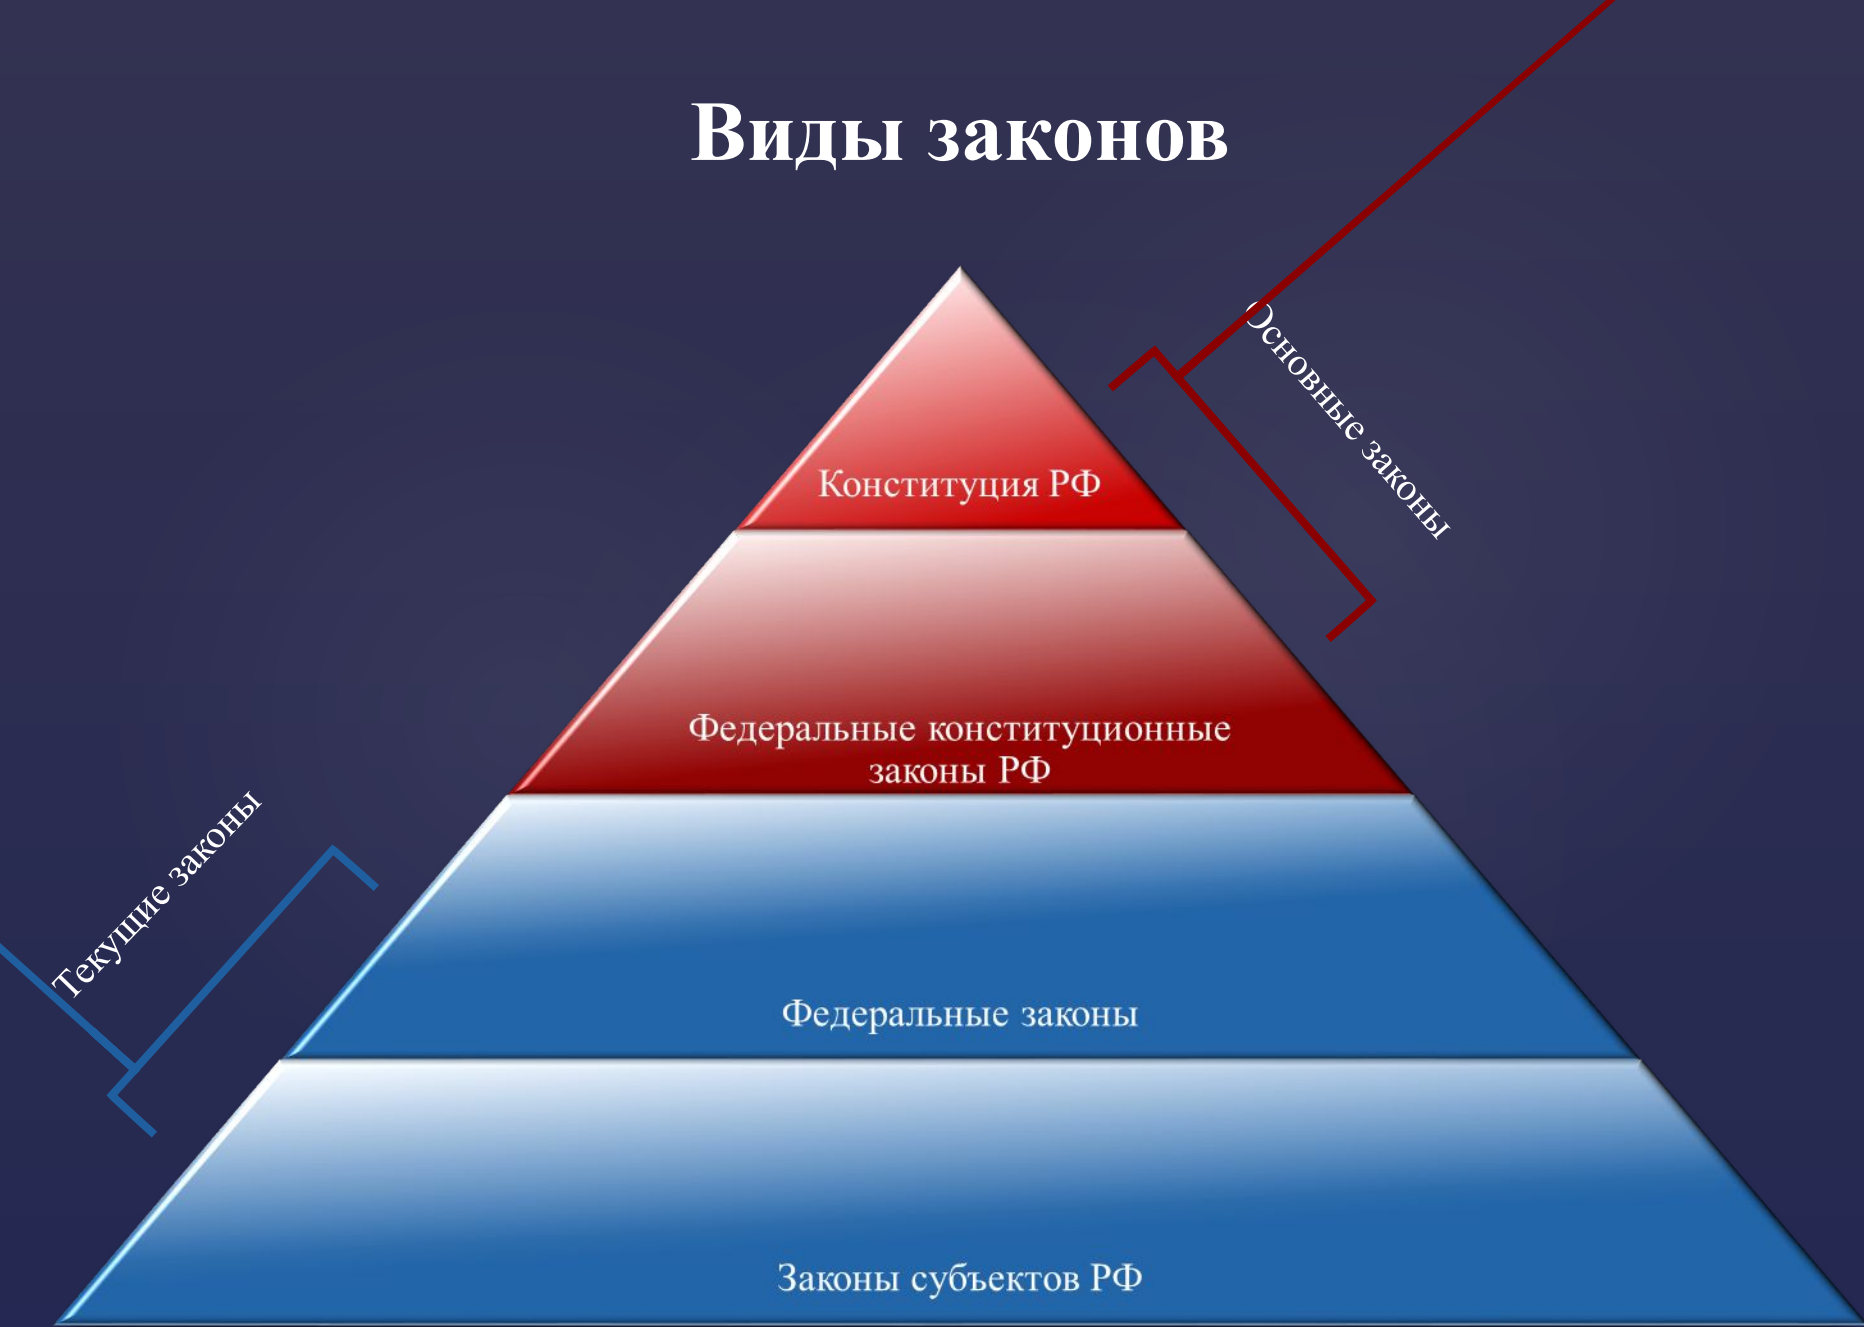 Виды законов
Основные законы
Конституция РФ
Федеральные конституционные
законы РФ
Текущие законы
Федеральные законы
Законы субъектов РФ